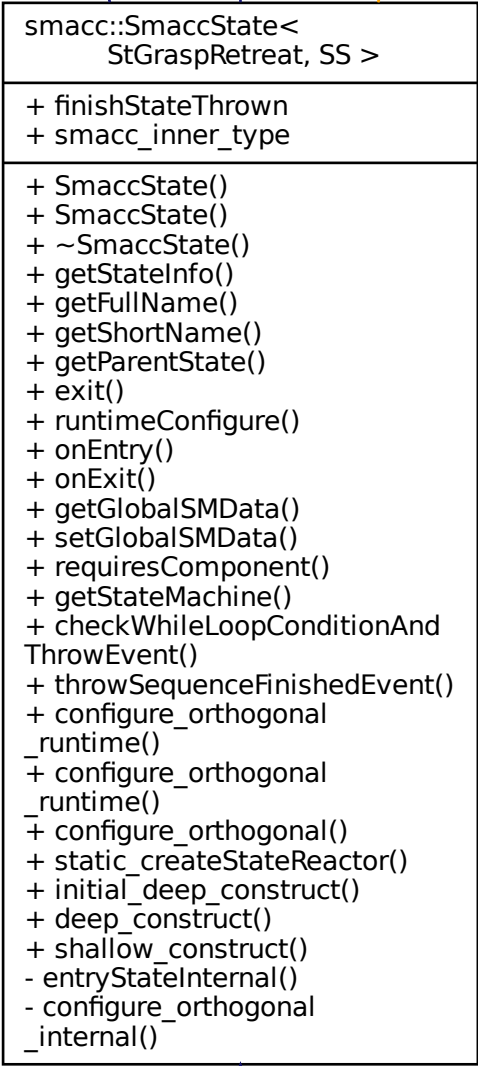 smacc::SmaccState<
StGraspRetreat, SS >
+ finishStateThrown
+ smacc_inner_type
+ SmaccState()
+ SmaccState()
+ ~SmaccState()
+ getStateInfo()
+ getFullName()
+ getShortName()
+ getParentState()
+ exit()
+ runtimeConfigure()
+ onEntry()
+ onExit()
+ getGlobalSMData()
+ setGlobalSMData()
+ requiresComponent()
+ getStateMachine()
+ checkWhileLoopConditionAnd
ThrowEvent()
+ throwSequenceFinishedEvent()
+ configure_orthogonal
_runtime()
+ configure_orthogonal
_runtime()
+ configure_orthogonal()
+ static_createStateReactor()
+ initial_deep_construct()
+ deep_construct()
+ shallow_construct()
- entryStateInternal()
- configure_orthogonal
_internal()